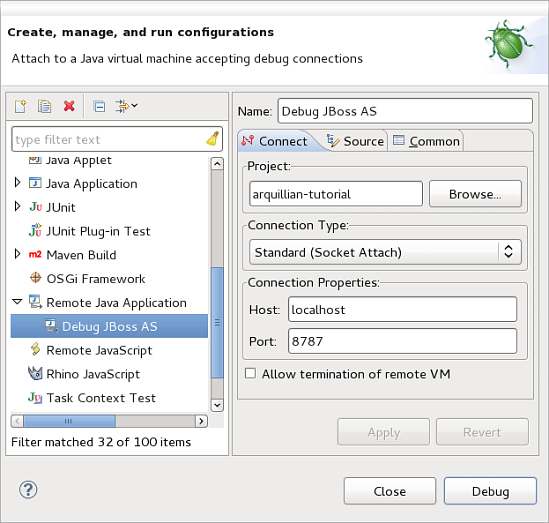 Create, manage, and run configurations
Attach to a Java virtual machine accepting debug connections
type filter text
Java Applet
Java Application
JU JUnit
JUnit Plug-in Test
m2 Maven Build
OSGi Framework
Remote Java Application
Debug JBoss AS
Remote JavaScript
Rhino JavaScript
Task Context Test
Filter matched 32 of 100 items
Name: Debug JBoss AS
Connect Source Common
Project:
arquillian-tutorial Browse...
Connection Type:
Standard (Socket Attach)
Connection Properties:
Host: localhost
Port: 8787
Allow termination of remote VM
Apply Revert
? Close Debug